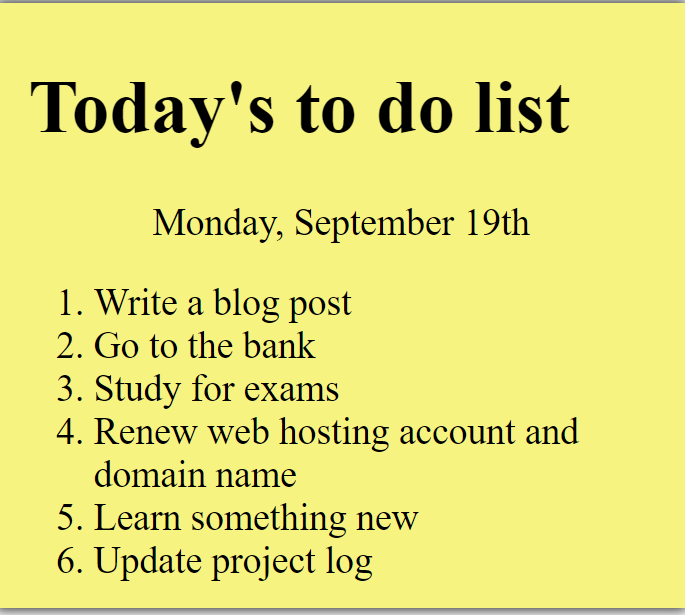 Today's to do list
Monday, September 19th
1. Write a blog post
2. Go to the bank
3. Study for exams
4. Renew web hosting account and
domain name
5. Learn something new
6. Update project log